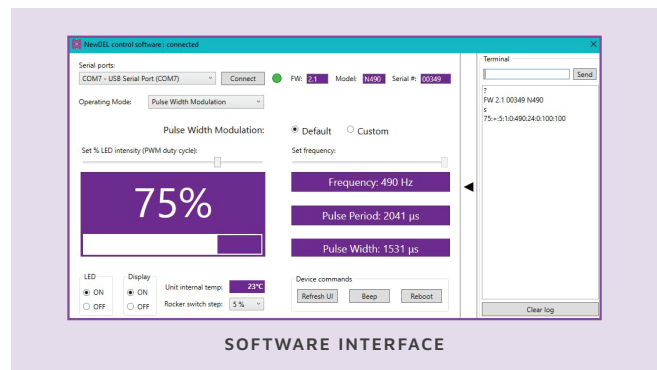 NewDEL control software : connected
Serial ports:
COM7 - USB Serial Port (COM7)
Connect
FW: 2.1 Model: N490 Serial #: 00349
Operating Mode: Pulse Width Modulation
Pulse Width Modulation:
Default Custom
Set % LED intensity (PWM duty cycle):
Set frequency:
75%
Frequency: 490 Hz
Pulse Period: 2041 µs
Pulse Width: 1531 µs
LED
ON
OFF
Display
ON
OFF
Unit internal temp: 23°C
Rocker switch step: 5 %
Device commands
Refresh UI Beep Reboot
Terminal
Send
?
FW 2.1 00349 N490
s
75:+:5:1:0:490:24:0:100:100
Clear log
SOFTWARE INTERFACE